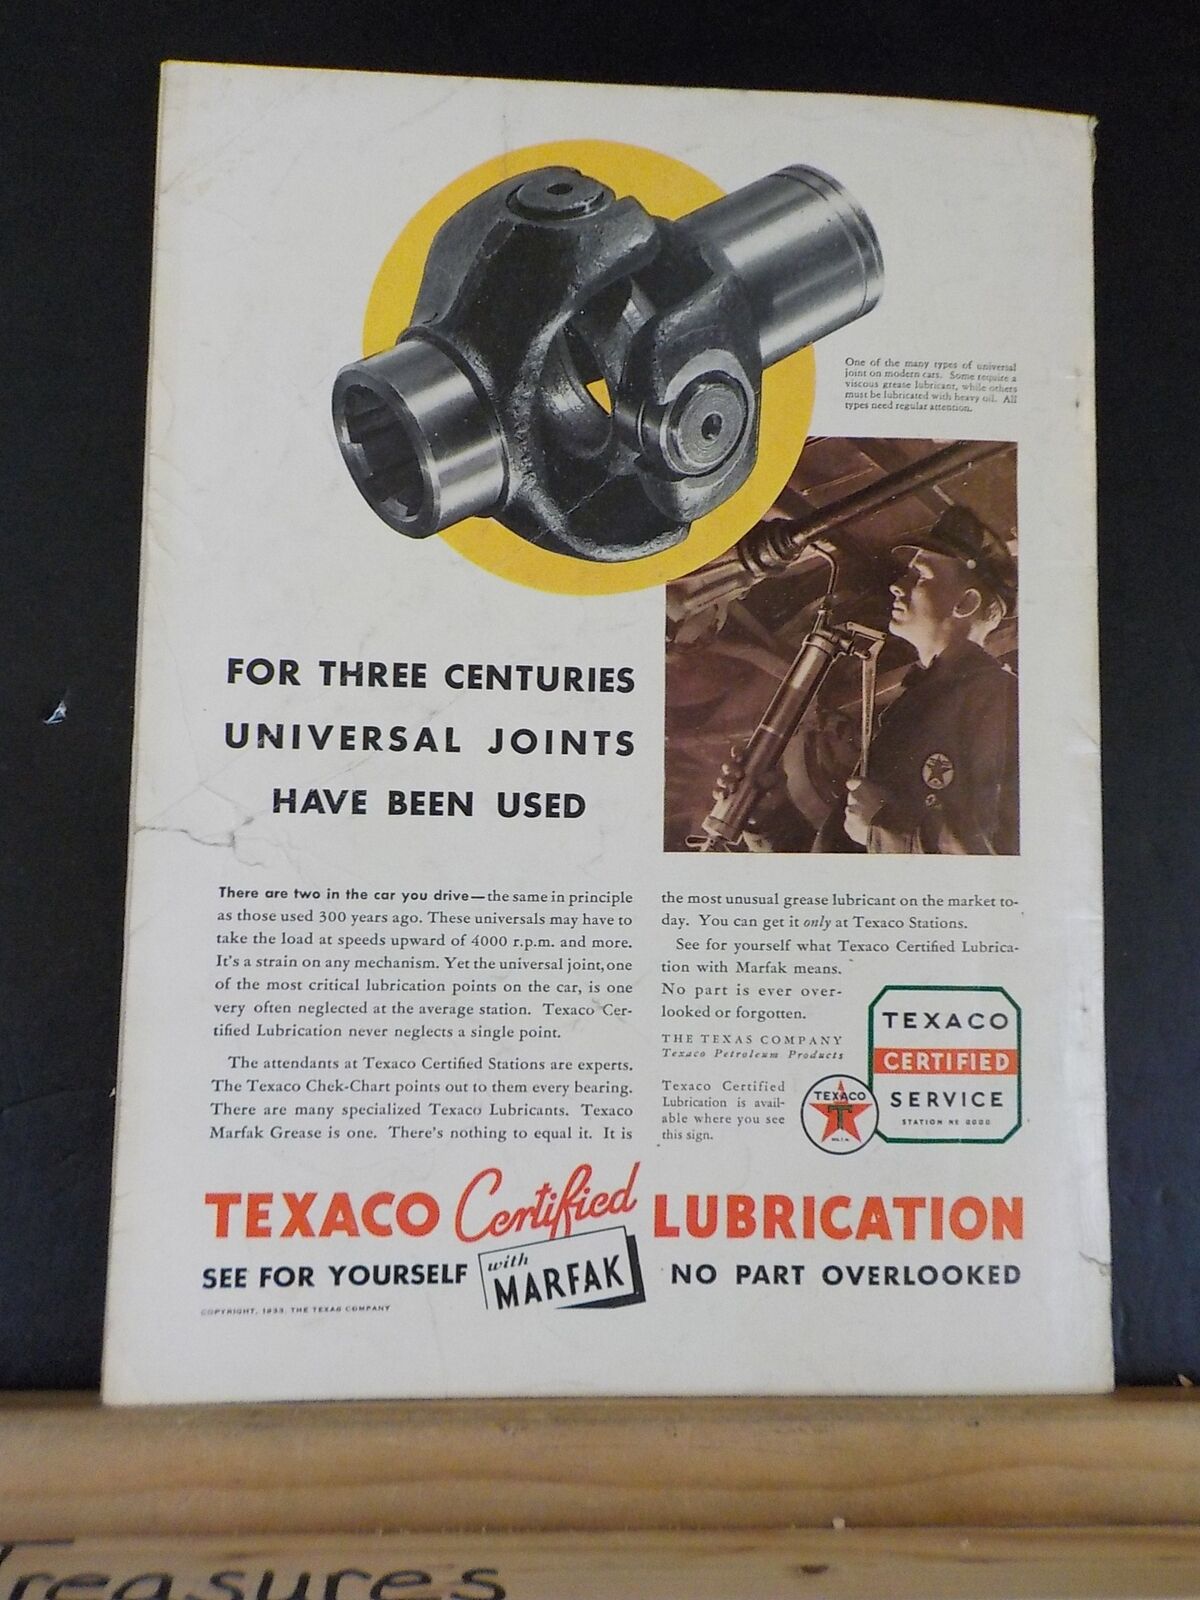 One of the many types of universal
joint on modern cars. Some require a
viscous grease lubricant, while others
must be lubricated with heavy oil. All
types need regular attention.
FOR THREE CENTURIES
UNIVERSAL JOINTS
HAVE BEEN USED
There are two in the car you drive—the same in principle
as those used 300 years ago. These universals may have to
take the load at speeds upward of 4000 r.p.m. and more.
It's a strain on any mechanism. Yet the universal joint, one
of the most critical lubrication points on the car, is one
very often neglected at the average station. Texaco Cer-
tified Lubrication never neglects a single point.
The attendants at Texaco Certified Stations are experts.
The Texaco Chek-Chart points out to them every bearing.
There are many specialized Texaco Lubricants. Texaco
Marfak Grease is one. There's nothing to equal it. It is
the most unusual grease lubricant on the market to-
day. You can get it only at Texaco Stations.
See for yourself what Texaco Certified Lubrica-
tion with Marfak means.
No part is ever over-
looked or forgotten.
THE TEXAS COMPANY
Texaco Petroleum Products
Texaco Certified
Lubrication is avail-
able where you see
this sign.
TEXACO
T
TEXACO
CERTIFIED
SERVICE
STATION NO 0000
TEXACO Certified LUBRICATION
SEE FOR YOURSELF with MARFAK NO PART OVERLOOKED
COPYRIGHT, 1933, THE TEXAS COMPANY
Treasures